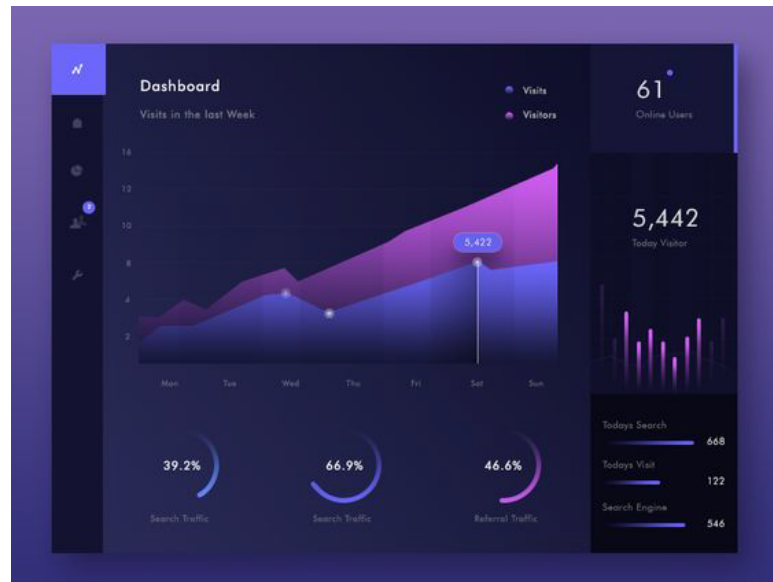 Dashboard
Visits in the last Week
Visits
Visitors
16
12
10
8
4
2
5,422
Mon
Tue
Wed
Thu
Fri
Sat
Sun
39.2%
Search Traffic
66.9%
Search Traffic
46.6%
Referral Traffic
2
61
Online Users
5,442
Today Visitor
Todays Search
668
Todays Visit
122
Search Engine
546